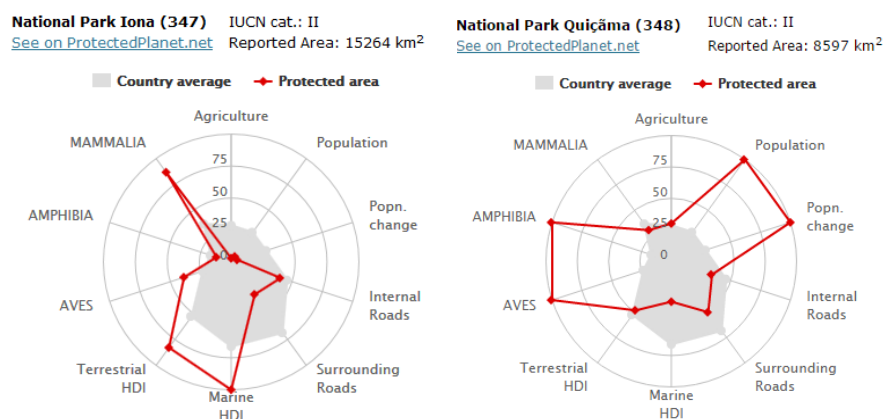 National Park Iona (347) IUCN cat.: II
See on ProtectedPlanet.net Reported Area: 15264 km²
Country average Protected area
Agriculture
MAMMALIA Population
75
50
AMPHIBIA Popn.
change
25
0
AVES Internal
Roads
Terrestrial
HDI Surrounding
Roads
Marine
HDI
National Park Quiçãma (348) IUCN cat.: II
See on ProtectedPlanet.net Reported Area: 8597 km²
Country average Protected area
Agriculture
MAMMALIA Population
75
50
AMPHIBIA Popn.
change
25
0
AVES Internal
Roads
Terrestrial
HDI Surrounding
Roads
Marine
HDI